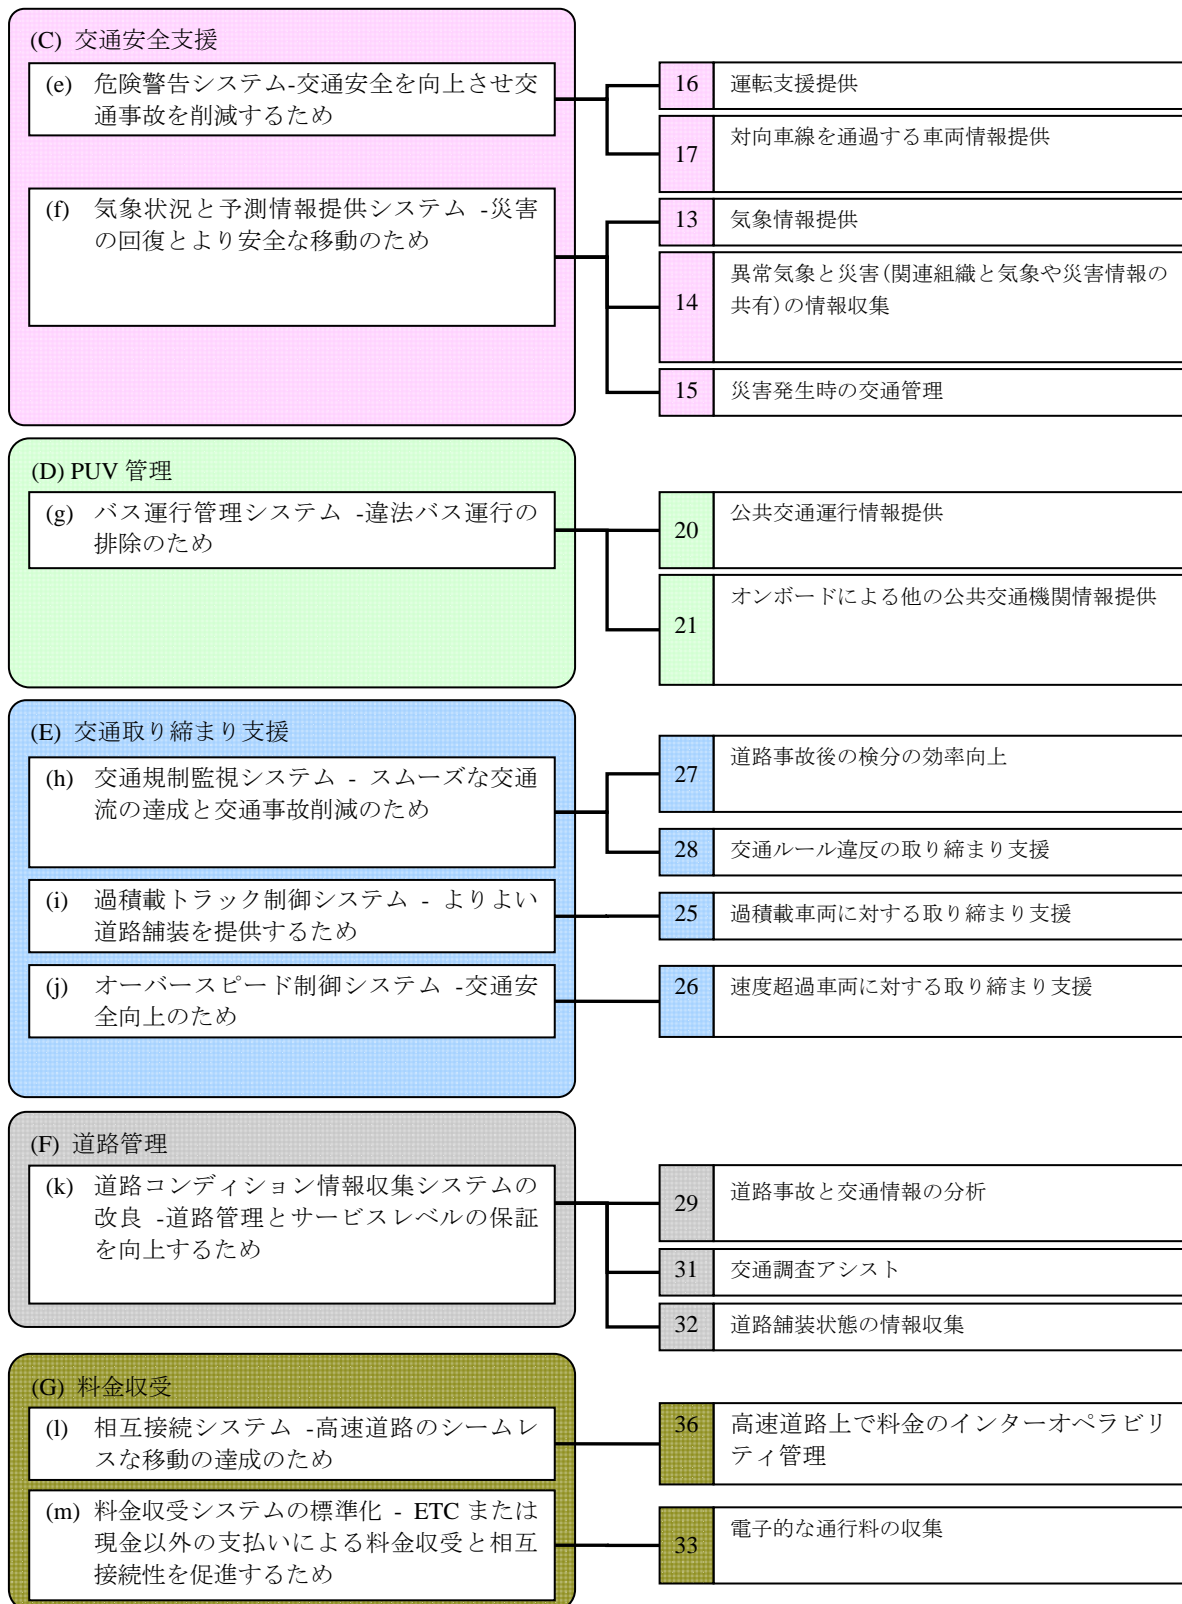 (C) 交通安全支援
(e) 危険警告システム-交通安全を向上させ交
通事故を削減するため
16 運転支援提供
17 対向車線を通過する車両情報提供
(f) 気象状況と予測情報提供システム -災害
の回復とより安全な移動のため
13 気象情報提供
14 異常気象と災害(関連組織と気象や災害情報の
共有)の情報収集
15 災害発生時の交通管理
(D) PUV 管理
(g) バス運行管理システム -違法バス運行の
排除のため
20 公共交通運行情報提供
21 オンボードによる他の公共交通機関情報提供
(E) 交通取り締まり支援
(h) 交通規制監視システム - スムーズな交通
流の達成と交通事故削減のため
27 道路事故後の検分の効率向上
28 交通ルール違反の取り締まり支援
(i) 過積載トラック制御システム - よりよい
道路舗装を提供するため
25 過積載車両に対する取り締まり支援
(j) オーバースピード制御システム -交通安
全向上のため
26 速度超過車両に対する取り締まり支援
(F) 道路管理
(k) 道路コンディション情報収集システムの
改良 -道路管理とサービスレベルの保証
を向上するため
29 道路事故と交通情報の分析
31 交通調査アシスト
32 道路舗装状態の情報収集
(G) 料金収受
(l) 相互接続システム -高速道路のシームレ
スな移動の達成のため
36 高速道路上で料金のインターオペラビリ
ティ管理
(m) 料金収受システムの標準化 - ETC または
現金以外の支払いによる料金収受と相互
接続性を促進するため
33 電子的な通行料の収集